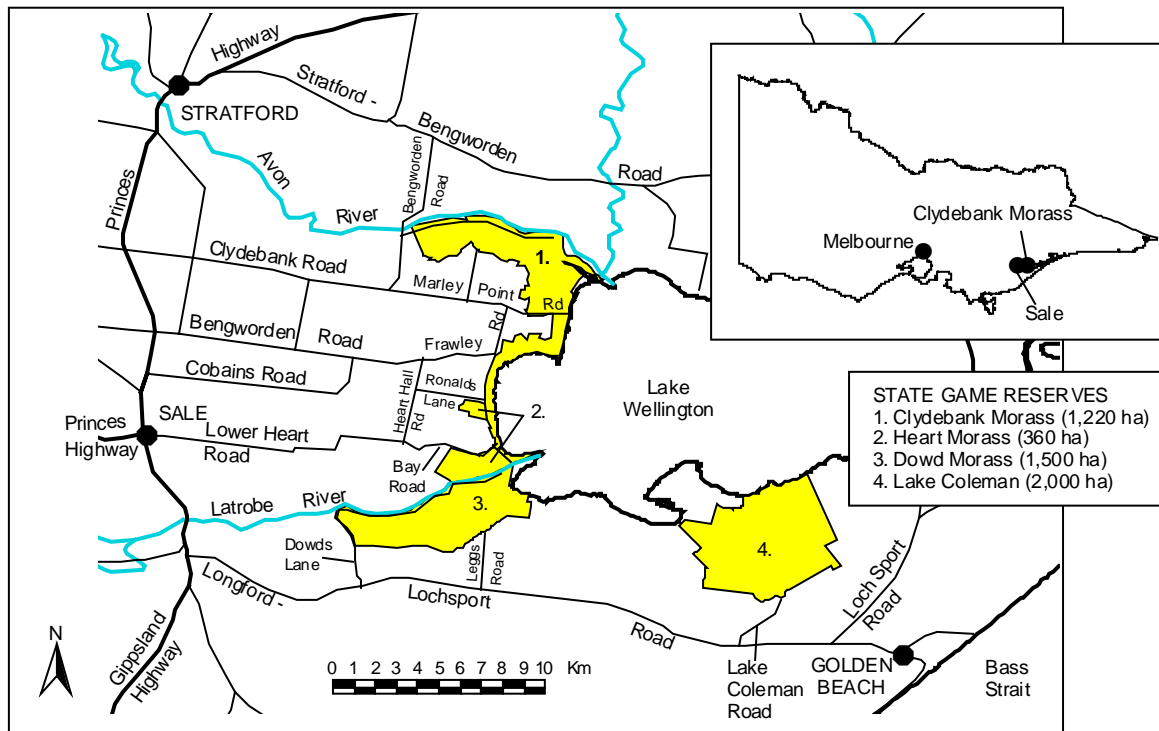 Highway
STRATFORD
Stratford -
Bengworden
Road
Avon
River
Bengworden
Road
Princes
Clydebank Road
Marley
Point
Rd
1.
Bengworden
Road
Frawley
Rd
Cobains Road
Heart Hall
Rd
Ronalds
Lane
2.
Lake
Wellington
SALE
Princes
Highway
Lower Heart
Road
Bay
Road
Latrobe
River
3.
Dowds
Lane
Leggs
Road
4.
Longford -
Lochsport
Road
Loch Sport
Road
Gippsland
Highway
Lake
Coleman
Road
GOLDEN
BEACH
Bass
Strait
N
0 1 2 3 4 5 6 7 8 9 10 Km
Clydebank Morass
Melbourne
Sale
STATE GAME RESERVES
1. Clydebank Morass (1,220 ha)
2. Heart Morass (360 ha)
3. Dowd Morass (1,500 ha)
4. Lake Coleman (2,000 ha)